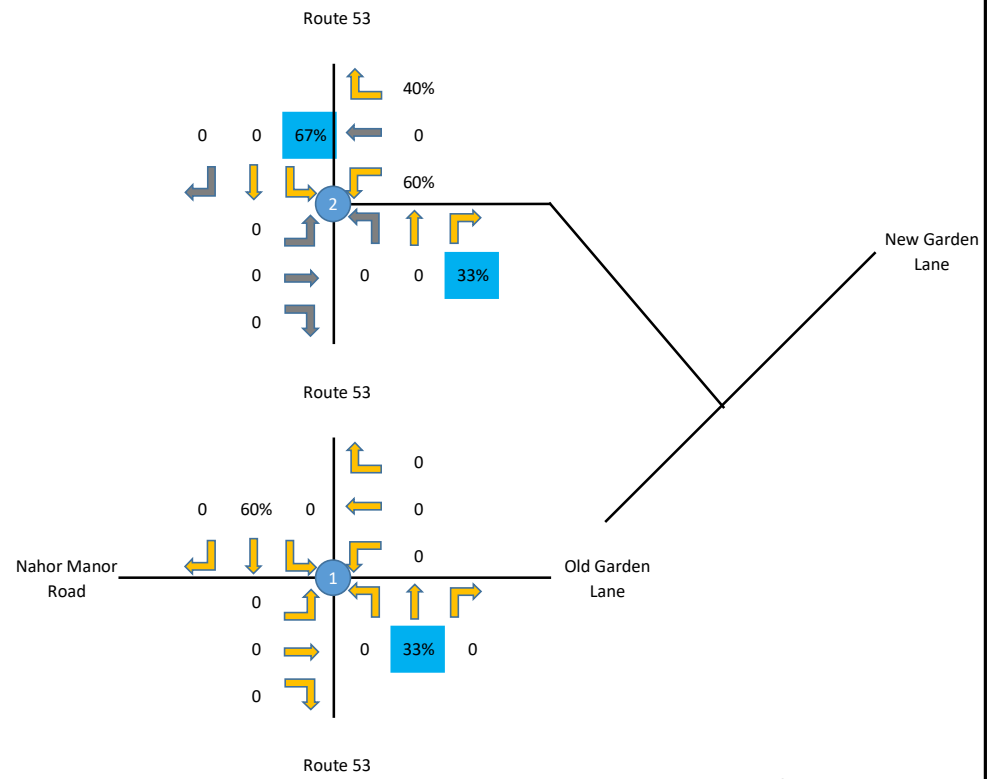 Route 53
40%
0 0 67% 0
60%
2
0
New Garden
Lane
0 0 0 33%
0
Route 53
0
0 60% 0 0
0
Nahor Manor
Road
1
Old Garden
Lane
0
0 0 33% 0
0
Route 53